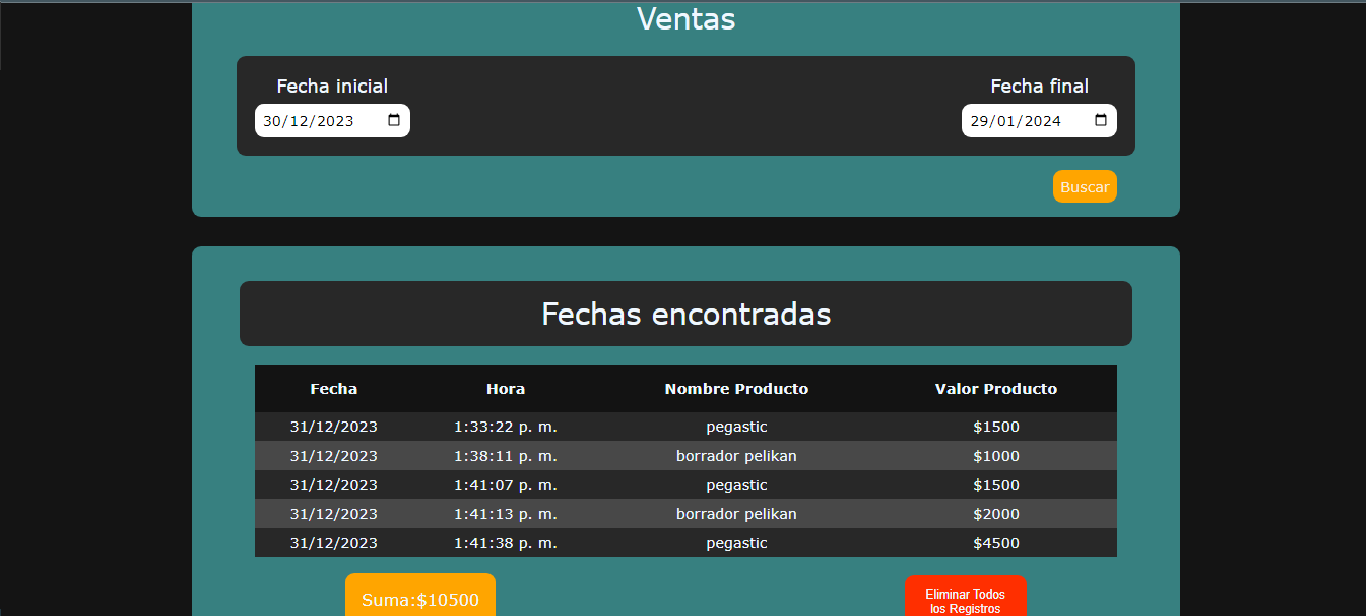 Ventas
Fecha inicial Fecha final
30/12/2023 29/01/2024
Buscar
Fechas encontradas
Fecha Hora Nombre Producto Valor Producto
31/12/2023 1:33:22 p. m. pegastic $1500
31/12/2023 1:38:11 p. m. borrador pelikan $1000
31/12/2023 1:41:07 p. m. pegastic $1500
31/12/2023 1:41:13 p. m. borrador pelikan $2000
31/12/2023 1:41:38 p. m. pegastic $4500
Suma:$10500
Eliminar Todos
los Registros